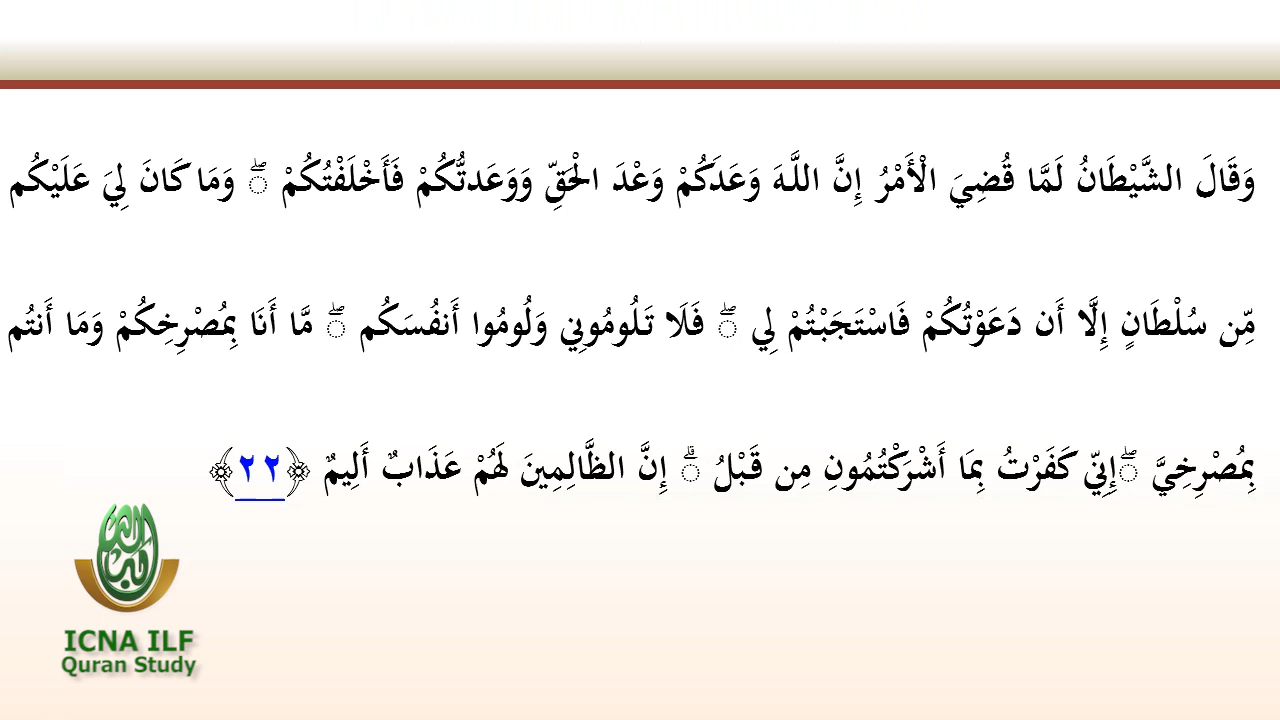 وَقَالَ الشَّيْطَانُ لَمَّا قُضِيَ الْأَمْرُ إِنَّ اللَّهَ وَعَدَكُمْ وَعْدَ الْحَقِّ وَوَعَدتُّكُمْ فَأَخْلَفْتُكُمْ ۖ وَمَا كَانَ لِيَ عَلَيْكُم
مِّن سُلْطَانٍ إِلَّا أَن دَعَوْتُكُمْ فَاسْتَجَبْتُمْ لِي ۖ فَلَا تَلُومُونِي وَلُومُوا أَنفُسَكُم ۖ مَّا أَنَا بِمُصْرِخِكُمْ وَمَا أَنتُم
بِمُصْرِخِيَّ ۖ إِنِّي كَفَرْتُ بِمَا أَشْرَكْتُمُونِ مِن قَبْلُ ۗ إِنَّ الظَّالِمِينَ لَهُمْ عَذَابٌ أَلِيمٌ ﴿٢٢﴾
ICNA ILF
Quran Study